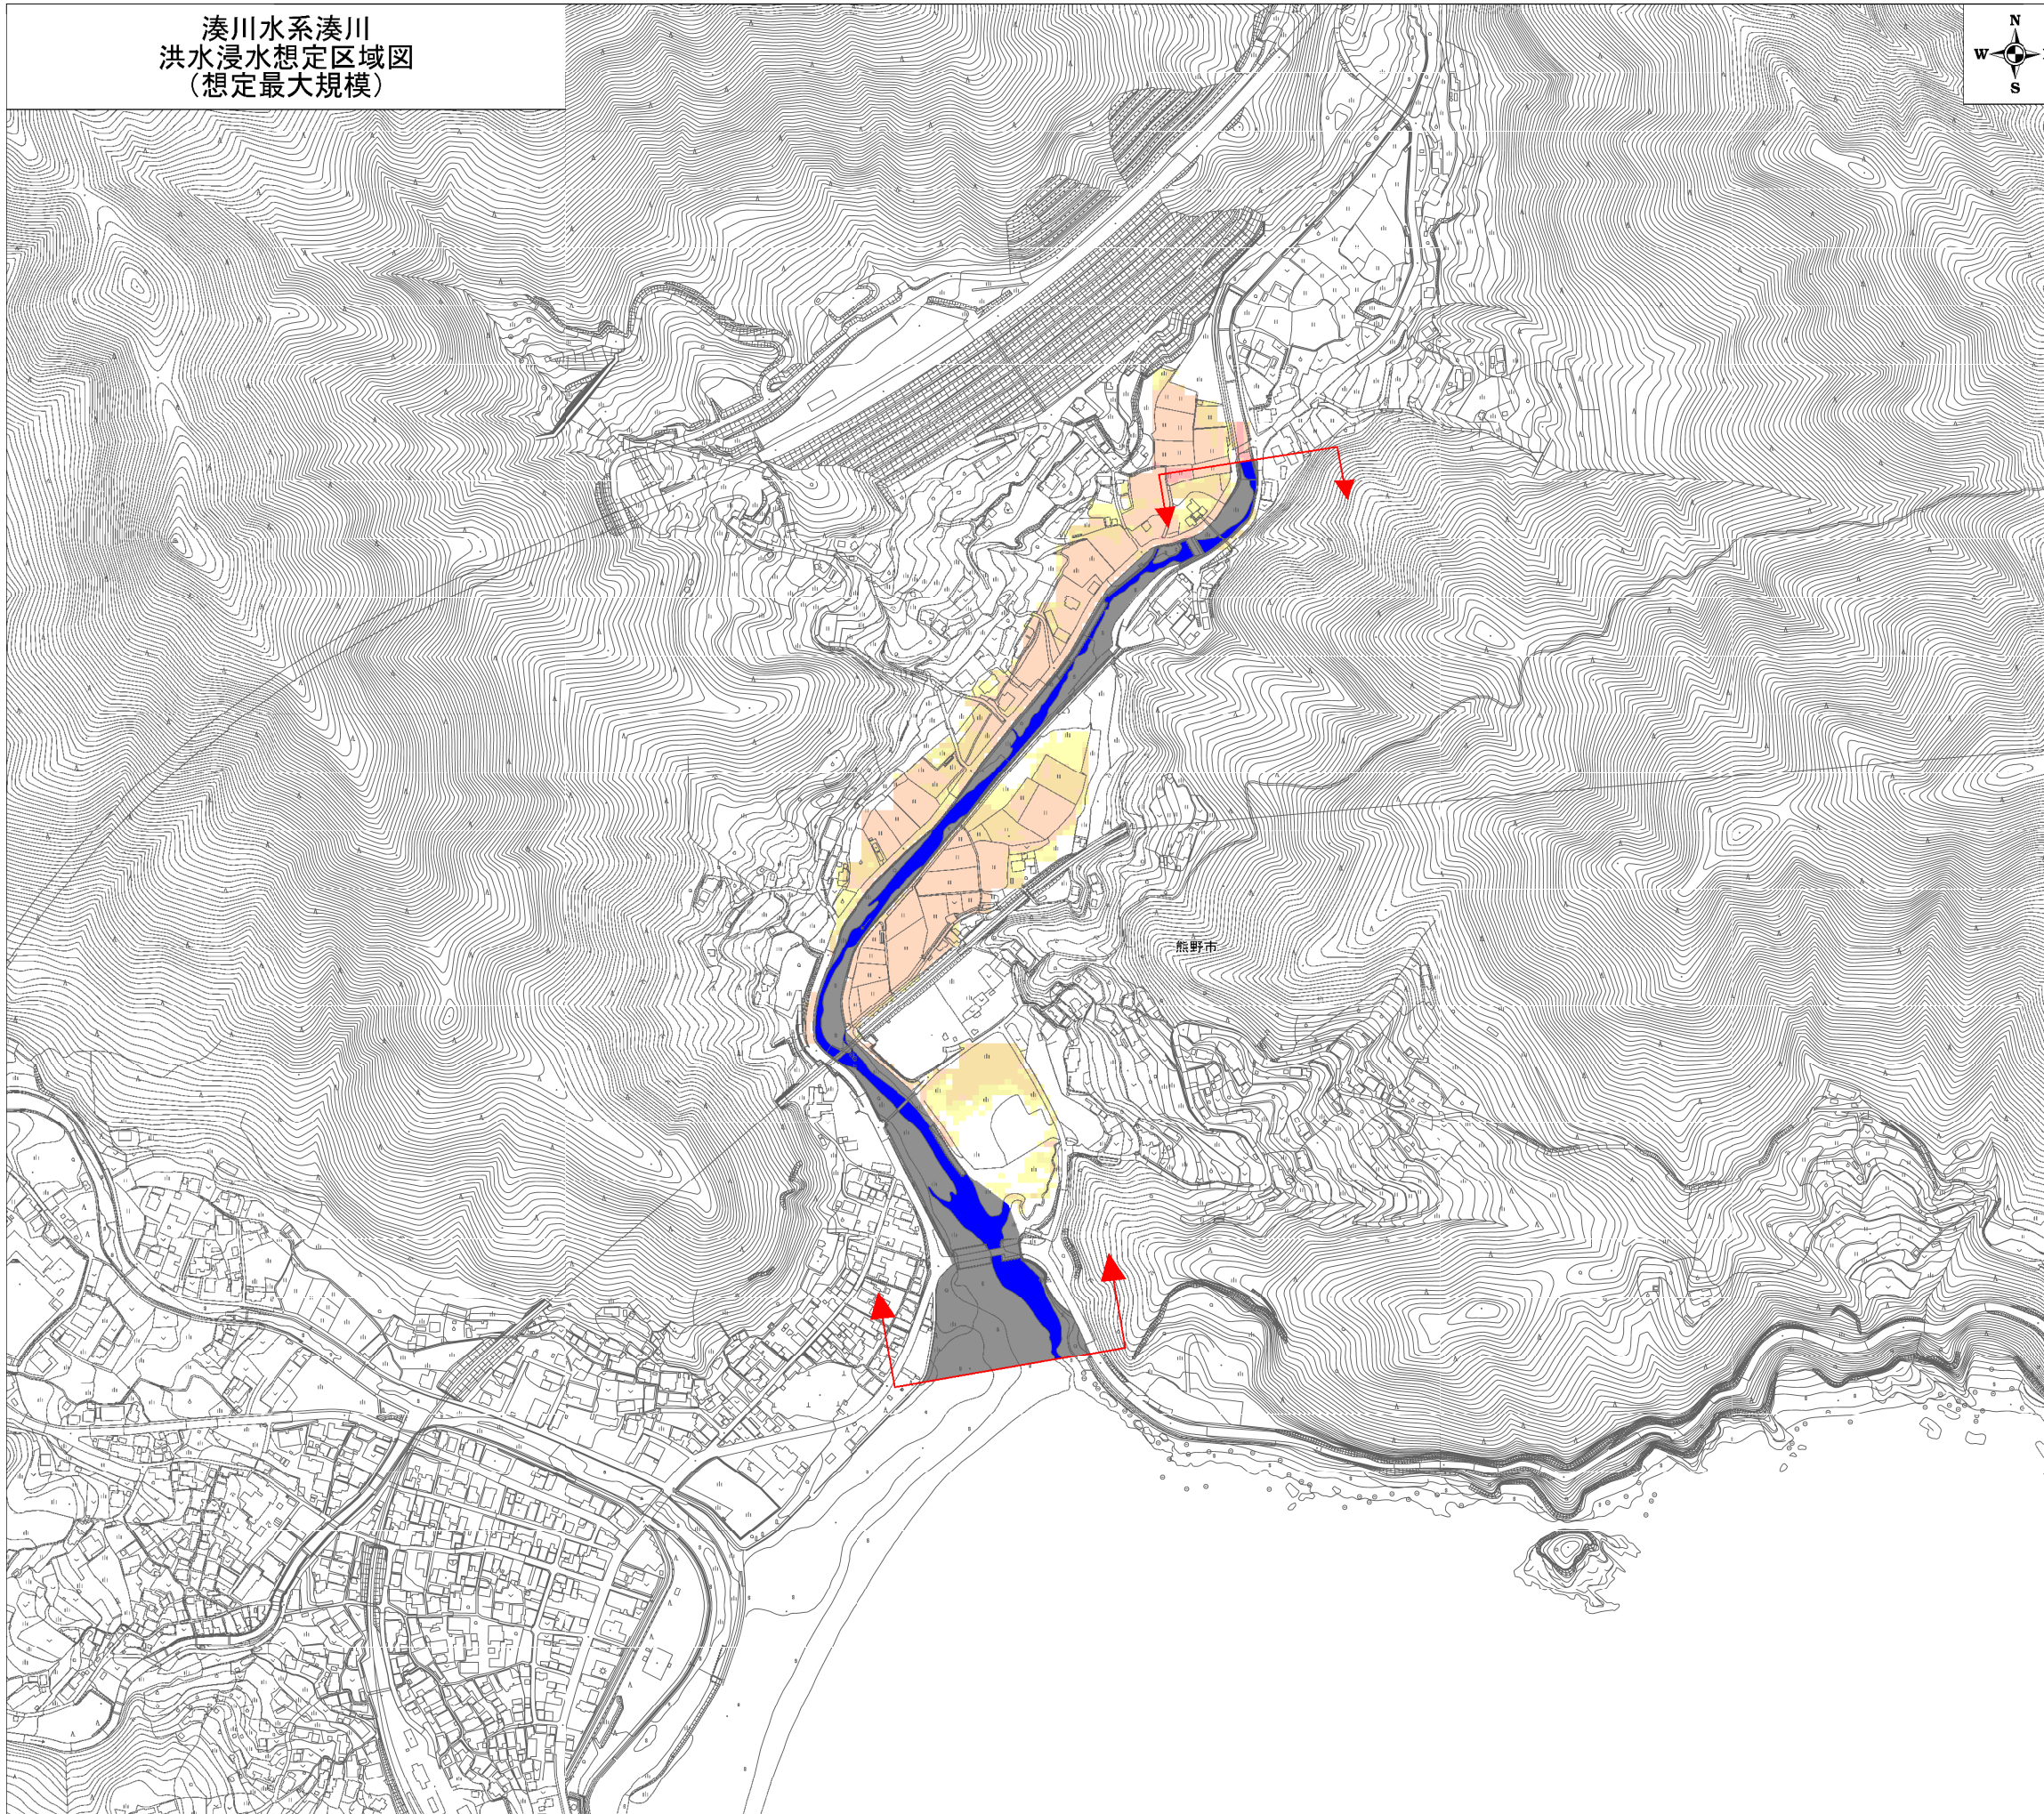 湊川水系湊川
洪水浸水想定区域図
（想定最大規模）
N
W
S
熊野市